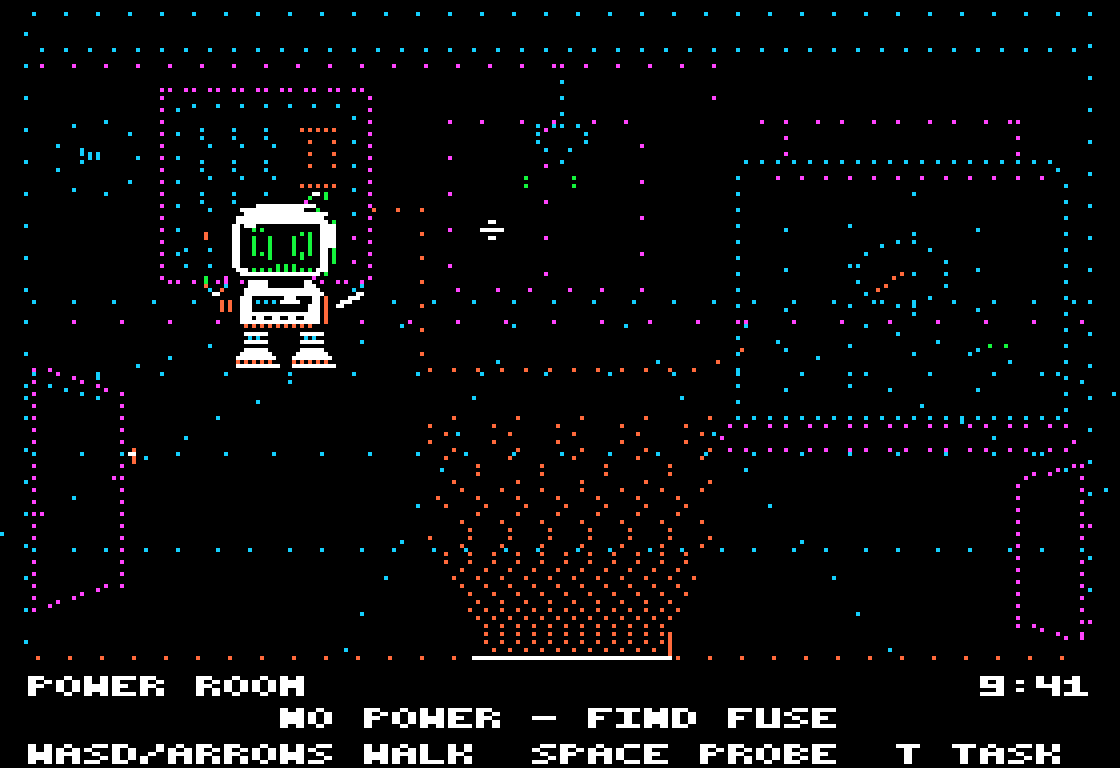 POWER ROOM 9:41
NO POWER - FIND FUSE
WASD/ARROWS WALK SPACE PROBE T TASK